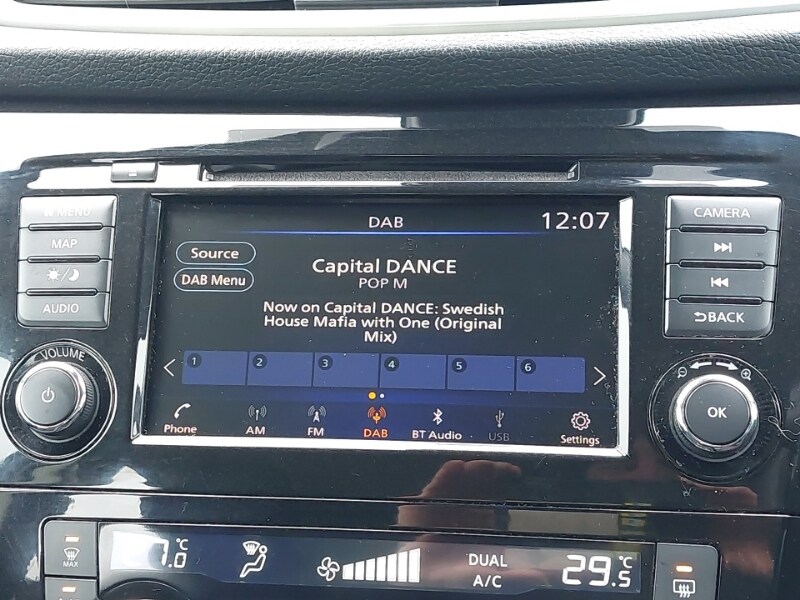 DAB
12:07
Source
DAB Menu
Capital DANCE
POP M
Now on Capital DANCE: Swedish
House Mafia with One (Original
Mix)
1 2 3 4 5 6
Phone AM FM DAB BT Audio USB Settings
MENU
MAP
AUDIO
VOLUME
CAMERA
BACK
OK
MAX
7.0 °C
DUAL
A/C
29.5 °C